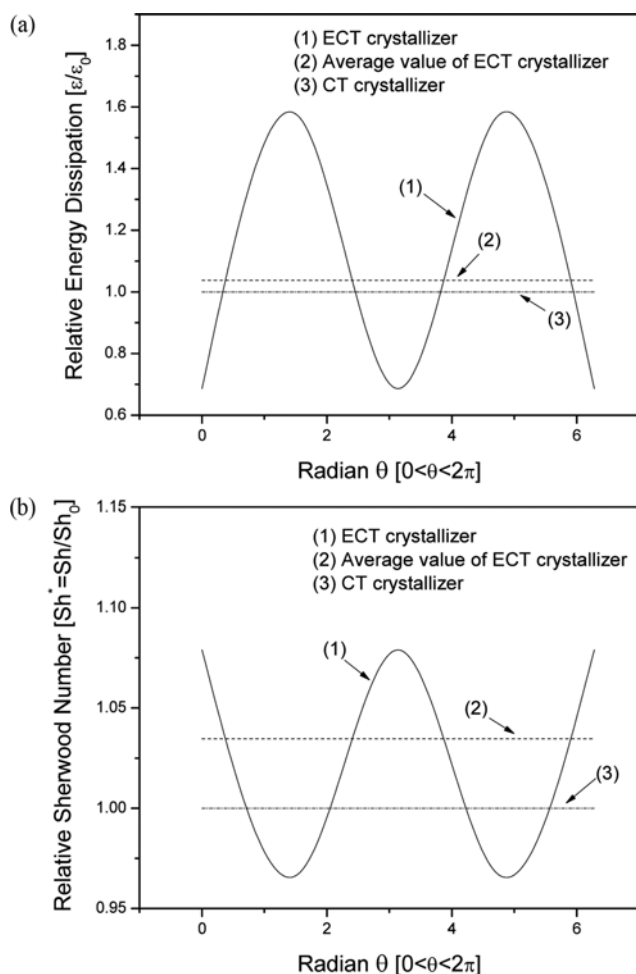 (a)
Relative Energy Dissipation [ε/ε₀]
1.8
1.6
1.4
1.2
1.0
0.8
0.6
(1) ECT crystallizer
(2) Average value of ECT crystallizer
(3) CT crystallizer
(1)
(2)
(3)
0 2 4 6
Radian θ [0<θ<2π]
(b)
Relative Sherwood Number [Sh*=Sh/Sh₀]
1.15
1.10
1.05
1.00
0.95
(1) ECT crystallizer
(2) Average value of ECT crystallizer
(3) CT crystallizer
(1)
(2)
(3)
0 2 4 6
Radian θ [0<θ<2π]